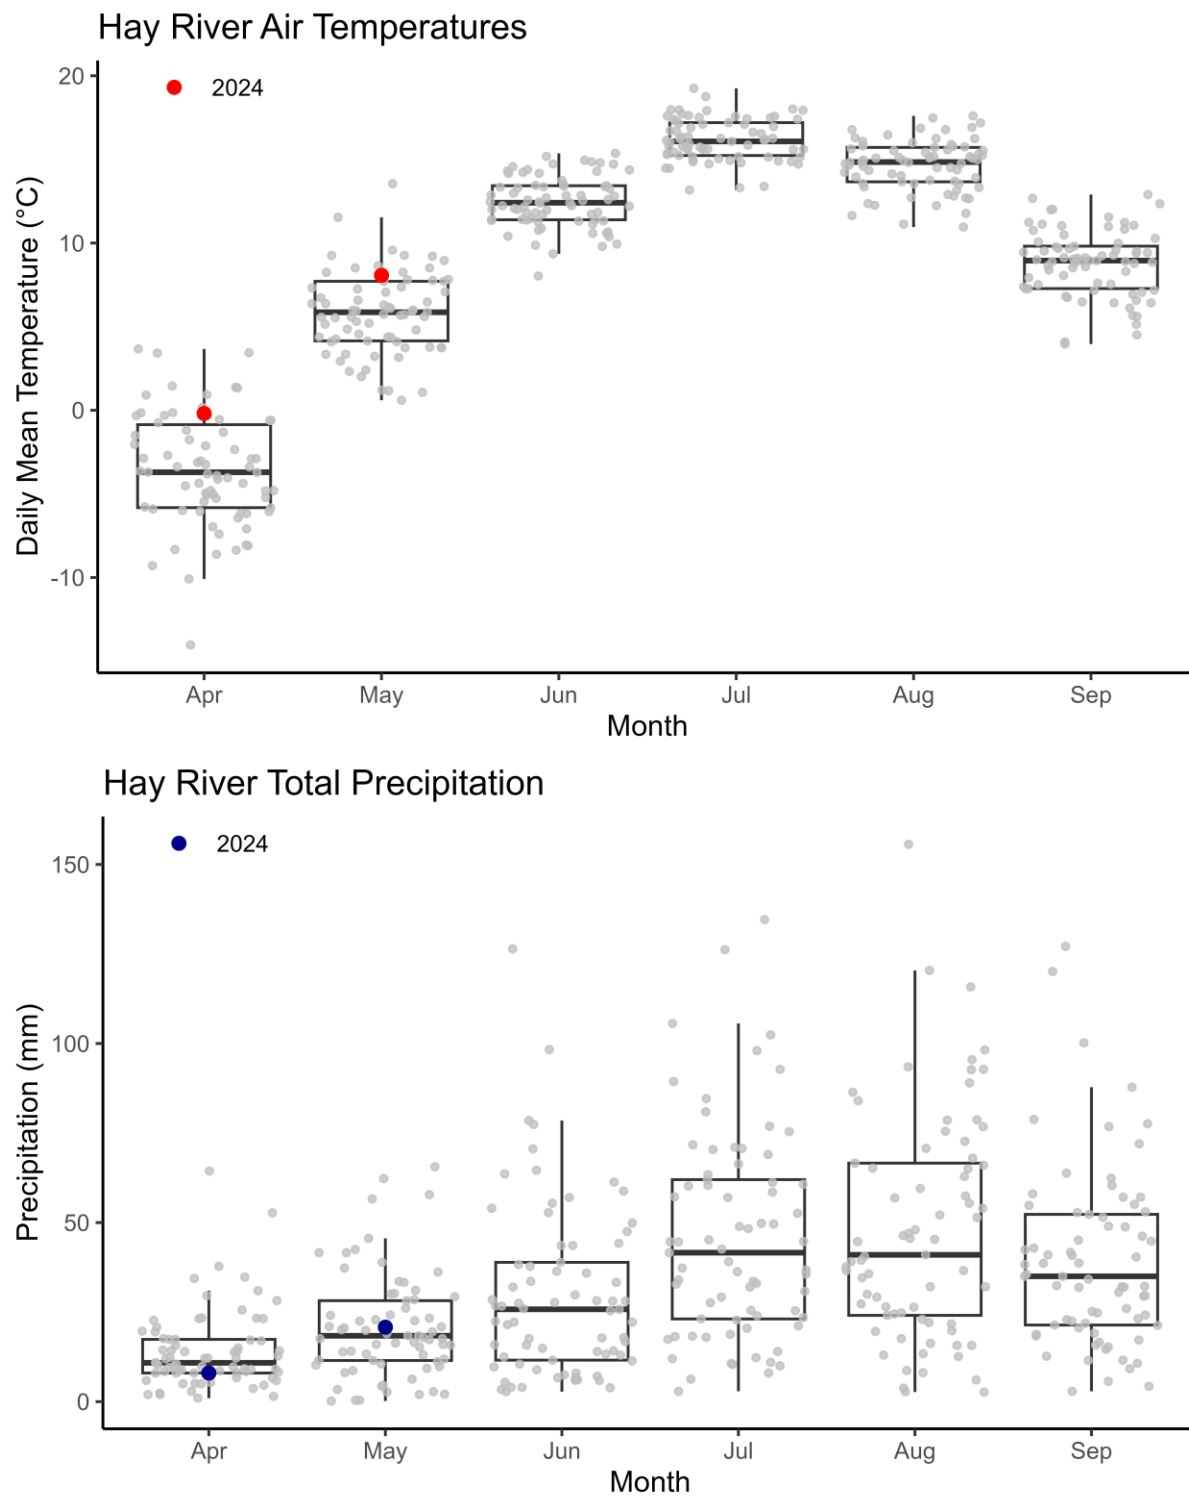 Hay River Air Temperatures
2024
Daily Mean Temperature (°C)
20
10
0
-10
Apr May Jun Jul Aug Sep
Month
Hay River Total Precipitation
2024
Precipitation (mm)
150
100
50
0
Apr May Jun Jul Aug Sep
Month